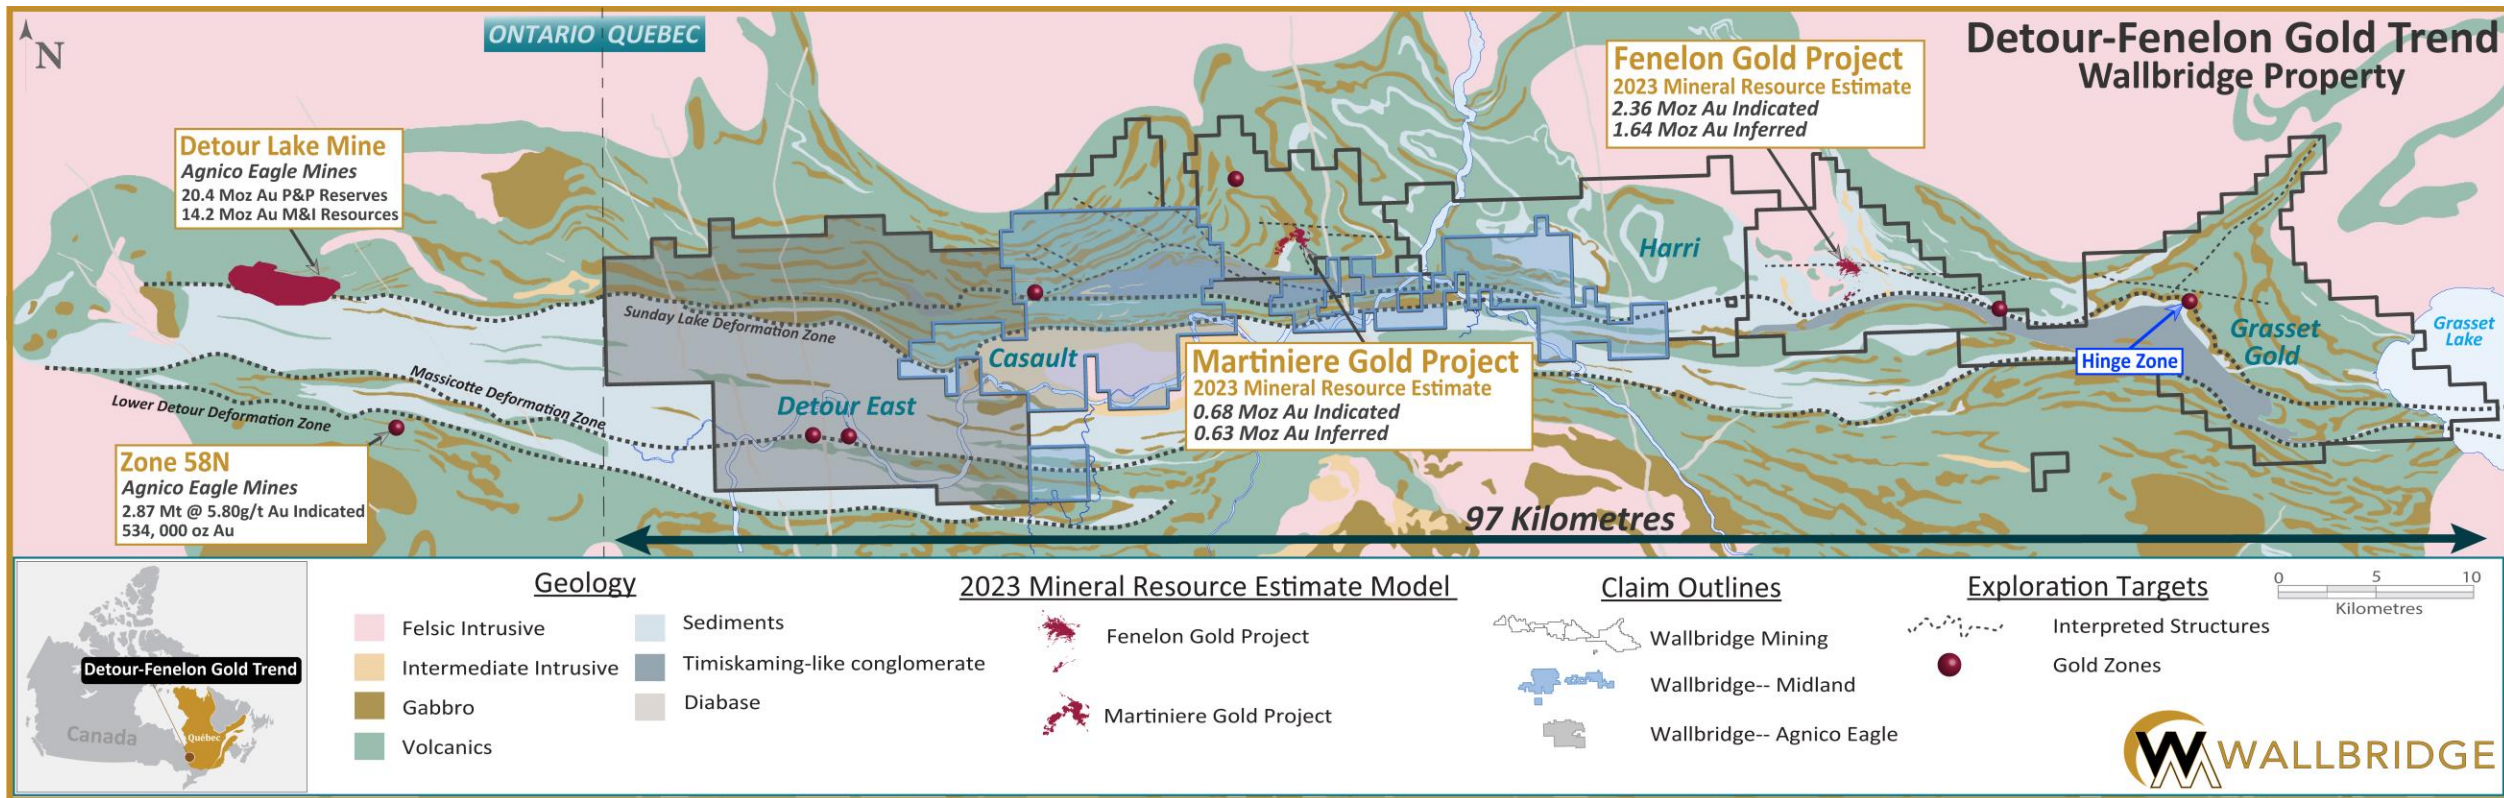 ONTARIO QUEBEC
Detour-Fenelon Gold Trend
Wallbridge Property
N
Fenelon Gold Project
2023 Mineral Resource Estimate
2.36 Moz Au Indicated
1.64 Moz Au Inferred
Detour Lake Mine
Agnico Eagle Mines
20.4 Moz Au P&P Reserves
14.2 Moz Au M&I Resources
Harri
Sunday Lake Deformation Zone
Casault
Grasset
Lake
Grasset
Gold
Hinge Zone
Martiniere Gold Project
2023 Mineral Resource Estimate
0.68 Moz Au Indicated
0.63 Moz Au Inferred
Massicotte Deformation Zone
Lower Detour Deformation Zone
Detour East
Zone 58N
Agnico Eagle Mines
2.87 Mt @ 5.80g/t Au Indicated
534, 000 oz Au
97 Kilometres
Detour-Fenelon Gold Trend
Canada
Québec
Geology
Felsic Intrusive
Intermediate Intrusive
Gabbro
Volcanics
Sediments
Timiskaming-like conglomerate
Diabase
2023 Mineral Resource Estimate Model
Fenelon Gold Project
Martiniere Gold Project
Claim Outlines
Wallbridge Mining
Wallbridge-- Midland
Wallbridge-- Agnico Eagle
Exploration Targets
Interpreted Structures
Gold Zones
0 5 10
Kilometres
WALLBRIDGE